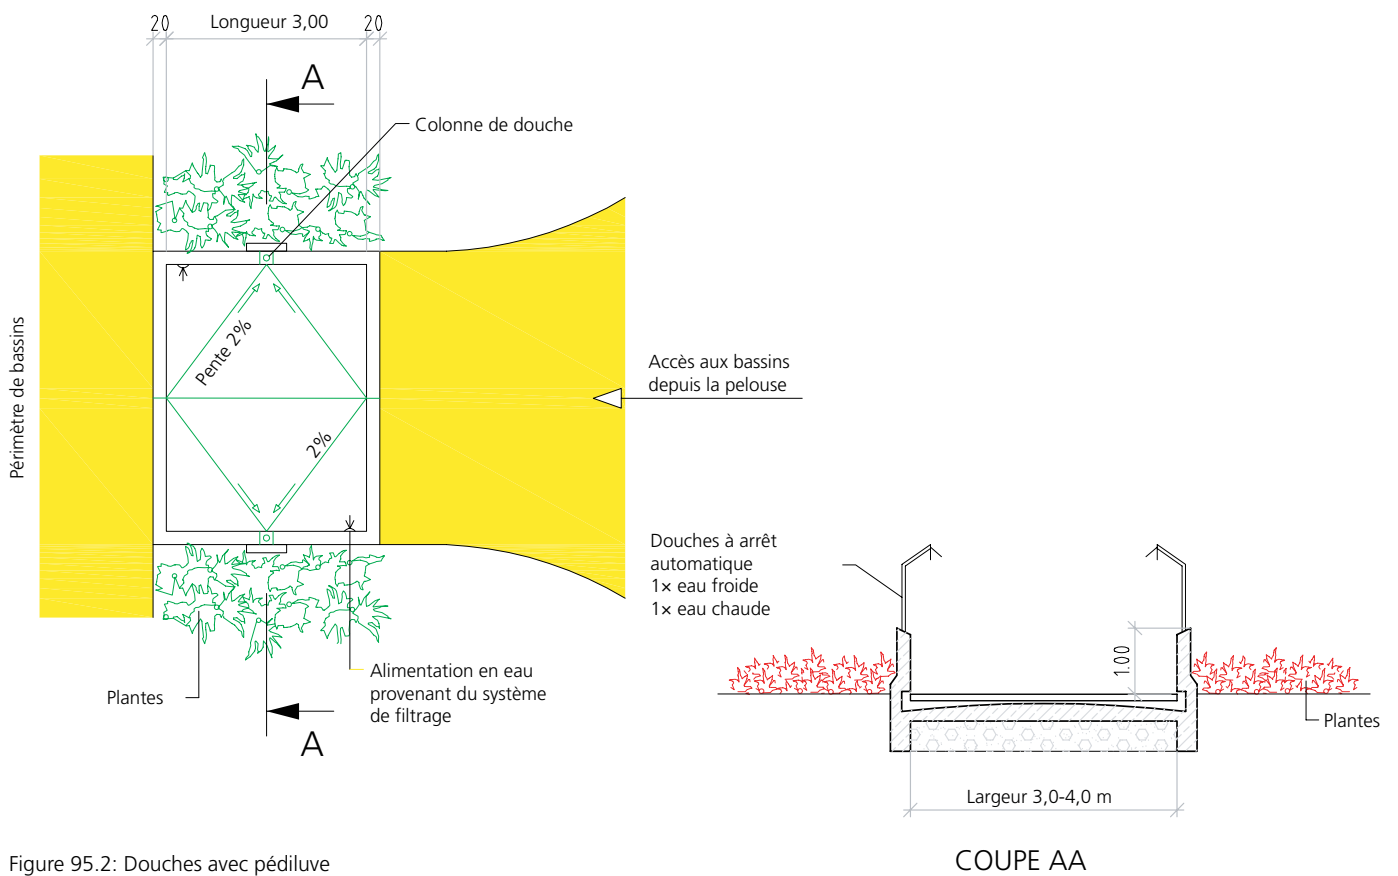 20
Longueur 3,00
20
A
Colonne de douche
Périmètre de bassins
Pente 2%
2%
Accès aux bassins
depuis la pelouse
Plantes
Alimentation en eau
provenant du système
de filtrage
A
Douches à arrêt
automatique
1× eau froide
1× eau chaude
1.00
Plantes
Largeur 3,0-4,0 m
COUPE AA
Figure 95.2: Douches avec pédiluve